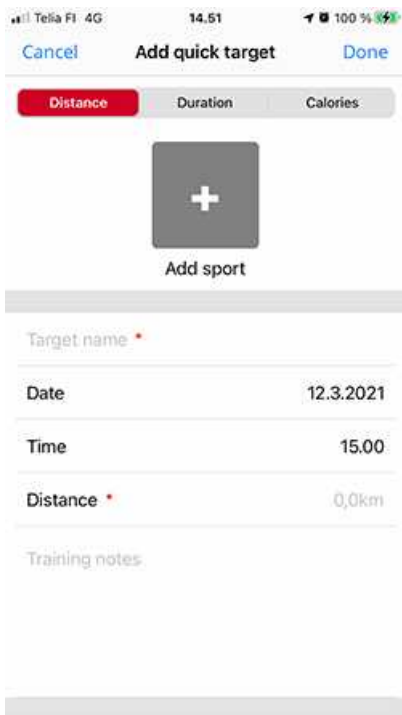 Telia FI 4G 14.51 100 %
Cancel Add quick target Done
Distance Duration Calories
Add sport
Target name *
Date 12.3.2021
Time 15.00
Distance * 0,0km
Training notes